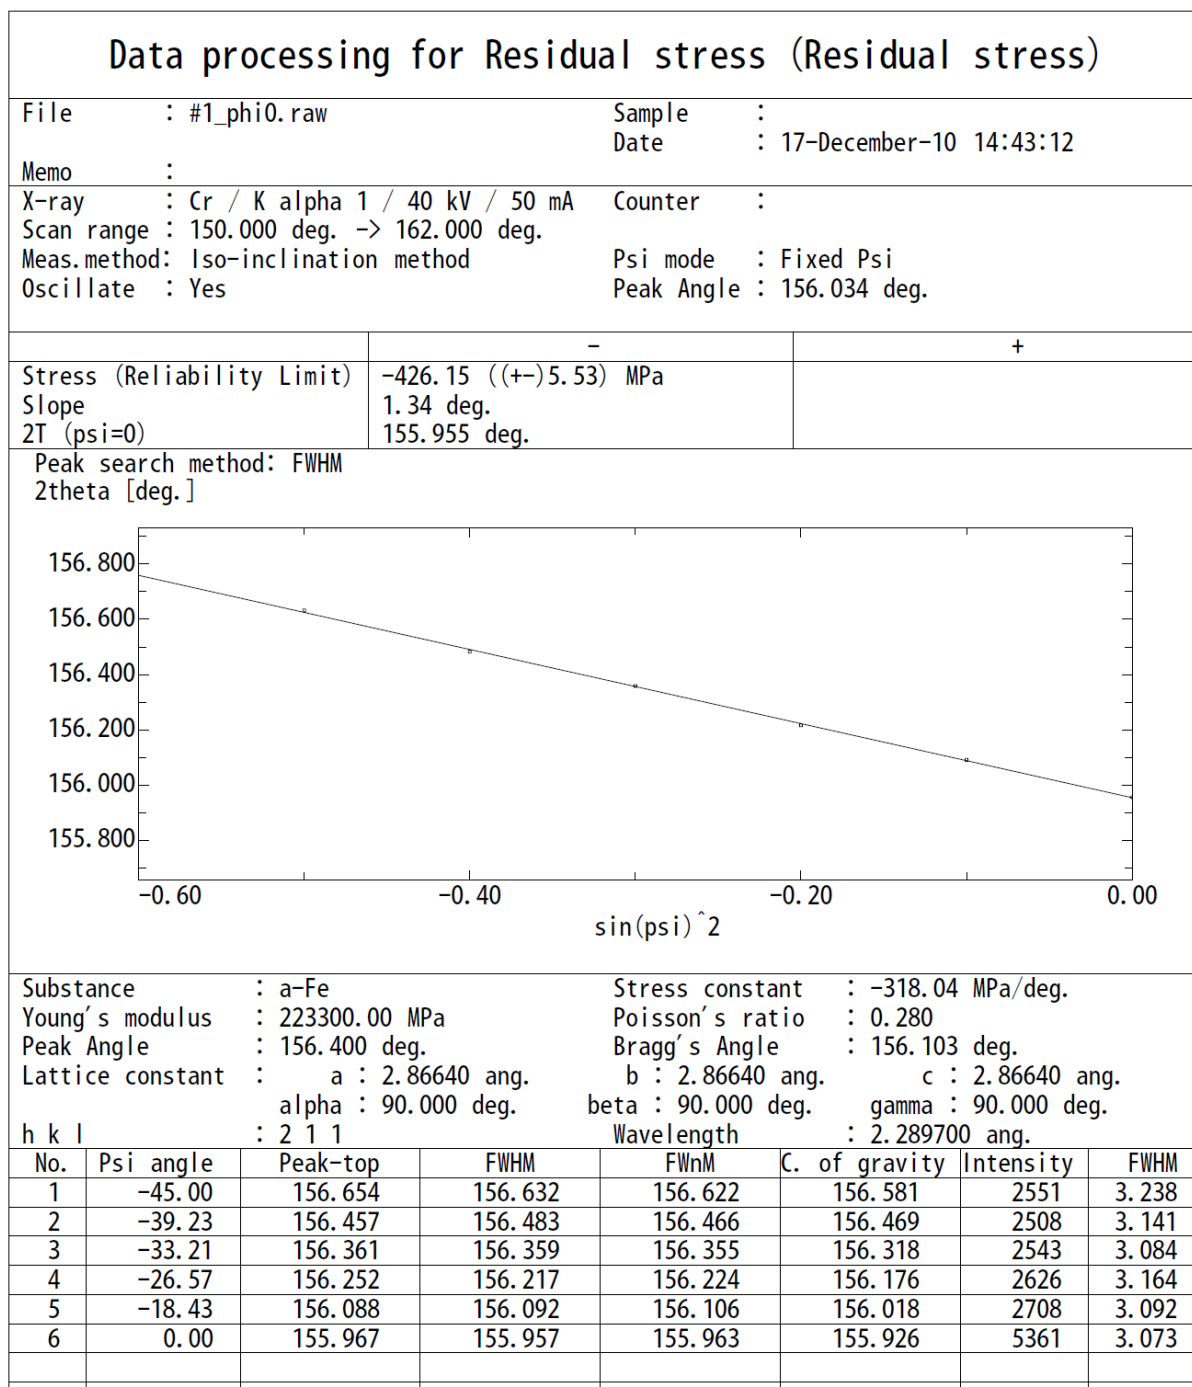 Data processing for Residual stress (Residual stress)
File : #1_phi0.raw Sample :
Date : 17-December-10 14:43:12
Memo :
X-ray : Cr / K alpha 1 / 40 kV / 50 mA Counter :
Scan range : 150.000 deg. -> 162.000 deg.
Meas.method: Iso-inclination method Psi mode : Fixed Psi
Oscillate : Yes Peak Angle : 156.034 deg.
- +
Stress (Reliability Limit) -426.15 ((+-)5.53) MPa
Slope 1.34 deg.
2T (psi=0) 155.955 deg.
Peak search method: FWHM
2theta [deg.]
156.800
156.600
156.400
156.200
156.000
155.800
-0.60 -0.40 -0.20 0.00
sin(psi)^2
Substance : a-Fe Stress constant : -318.04 MPa/deg.
Young's modulus : 223300.00 MPa Poisson's ratio : 0.280
Peak Angle : 156.400 deg. Bragg's Angle : 156.103 deg.
Lattice constant : a : 2.86640 ang. b : 2.86640 ang. c : 2.86640 ang.
alpha : 90.000 deg. beta : 90.000 deg. gamma : 90.000 deg.
h k l : 2 1 1 Wavelength : 2.289700 ang.
No. Psi angle Peak-top FWHM FWnM C. of gravity Intensity FWHM
1 -45.00 156.654 156.632 156.622 156.581 2551 3.238
2 -39.23 156.457 156.483 156.466 156.469 2508 3.141
3 -33.21 156.361 156.359 156.355 156.318 2543 3.084
4 -26.57 156.252 156.217 156.224 156.176 2626 3.164
5 -18.43 156.088 156.092 156.106 156.018 2708 3.092
6 0.00 155.967 155.957 155.963 155.926 5361 3.073